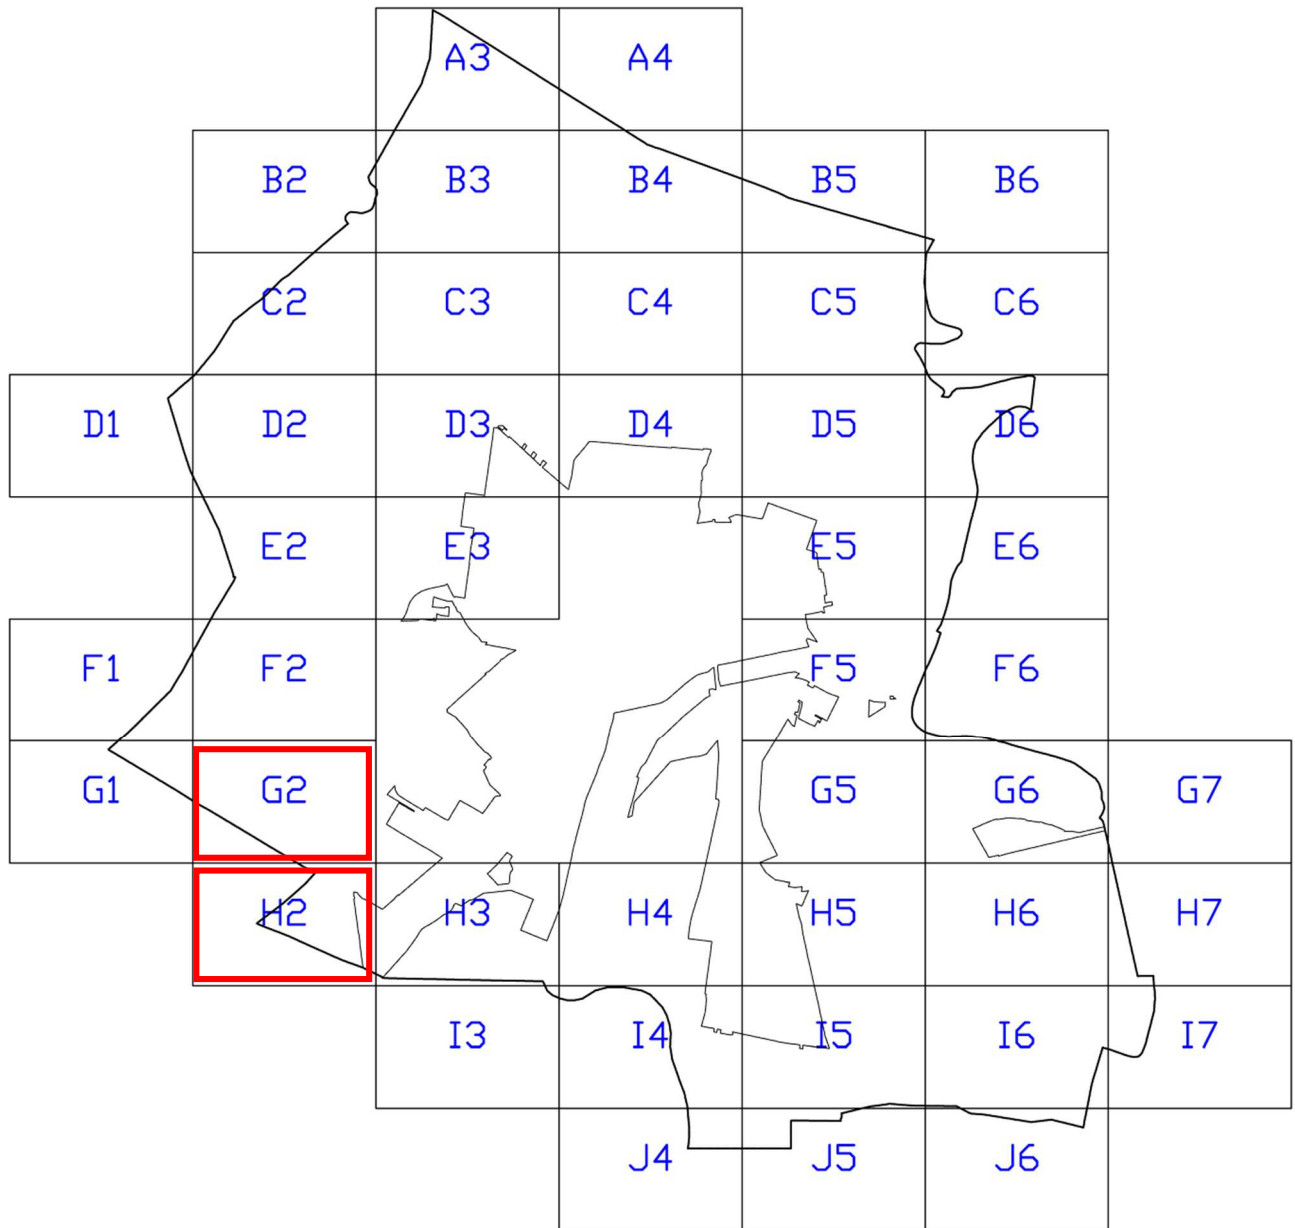 A3 A4
B2 B3 B4 B5 B6
C2 C3 C4 C5 C6
D1 D2 D3 D4 D5 D6
E2 E3 E5 E6
F1 F2 F5 F6
G1 G2 G5 G6 G7
H2 H3 H4 H5 H6 H7
I3 I4 I5 I6 I7
J4 J5 J6